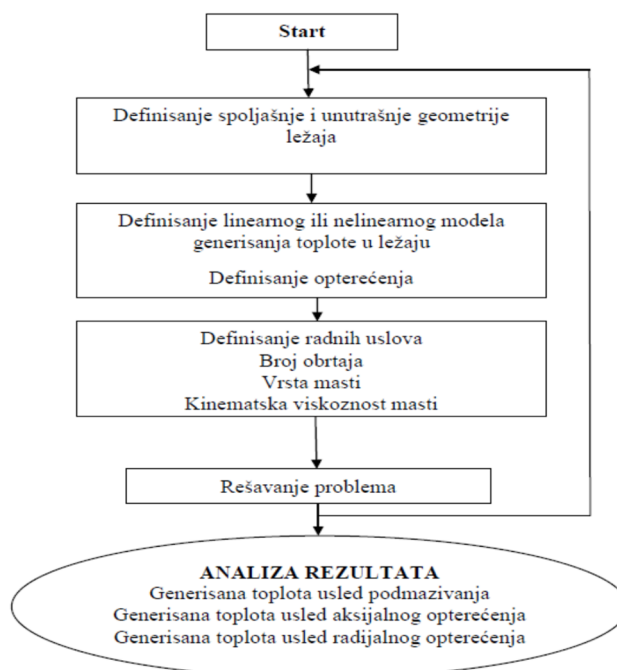 Start
Definisanje spoljašnje i unutrašnje geometrije
ležaja
Definisanje linearnog ili nelinearnog modela
generisanja toplote u ležaju
Definisanje opterećenja
Definisanje radnih uslova
Broj obrtaja
Vrsta masti
Kinematska viskoznost masti
Rešavanje problema
ANALIZA REZULTATA
Generisana toplota usled podmazivanja
Generisana toplota usled aksijalnog opterećenja
Generisana toplota usled radijalnog opterećenja